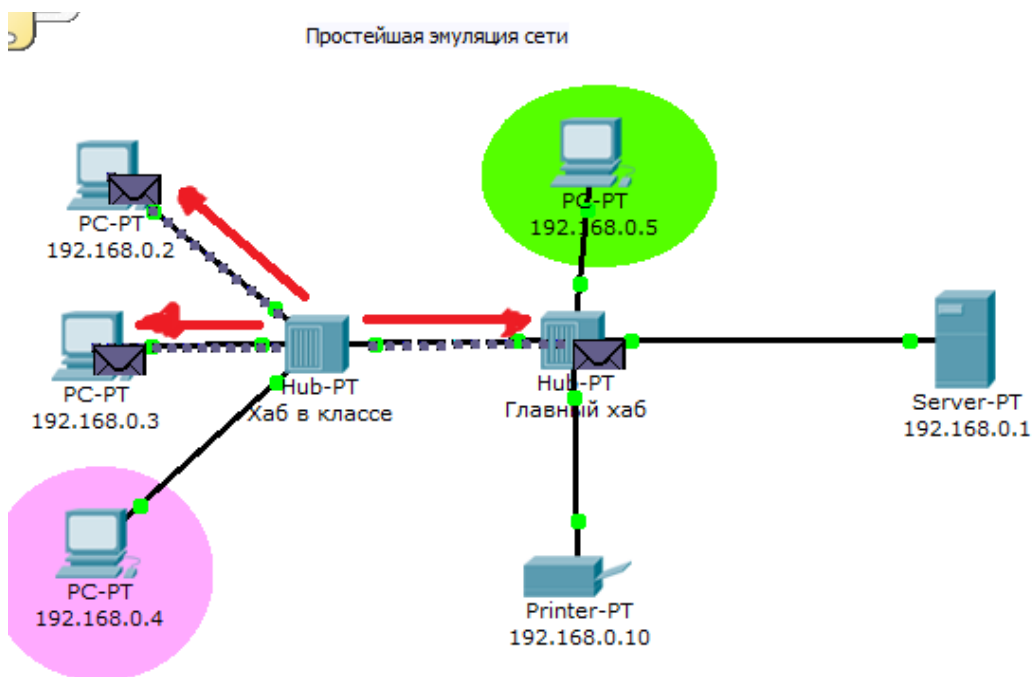 Простейшая эмуляция сети
PC-PT
192.168.0.2
PC-PT
192.168.0.5
PC-PT
192.168.0.3
Hub-PT
Хаб в классе
Hub-PT
Главный хаб
Server-PT
192.168.0.1
PC-PT
192.168.0.4
Printer-PT
192.168.0.10